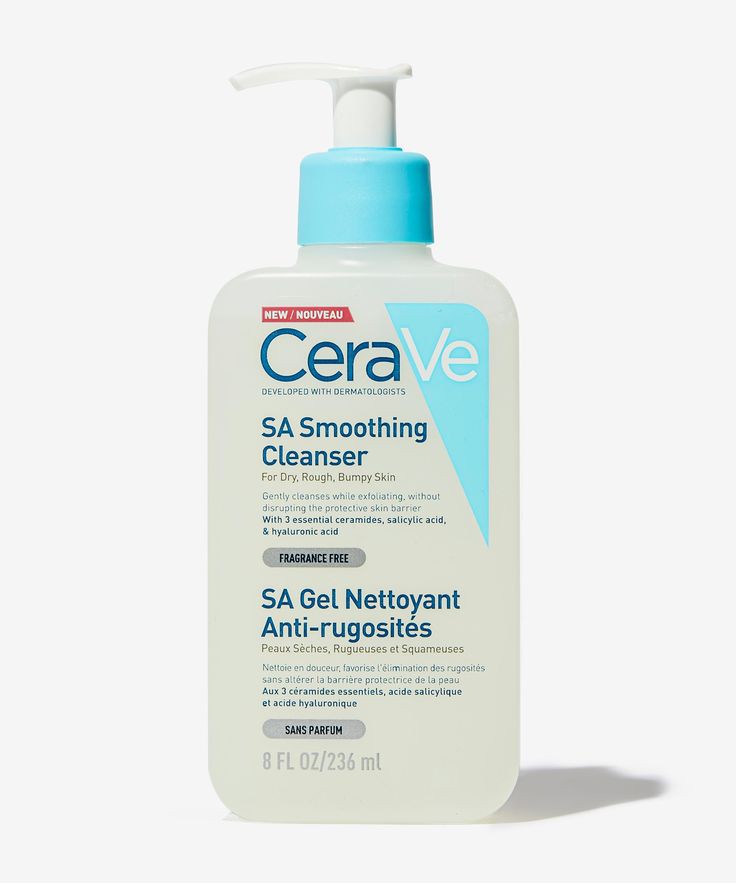 NEW / NOUVEAU
CeraVe
DEVELOPED WITH DERMATOLOGISTS
SA Smoothing
Cleanser
For Dry, Rough, Bumpy Skin
Gently cleanses while exfoliating, without
disrupting the protective skin barrier
With 3 essential ceramides, salicylic acid,
& hyaluronic acid
FRAGRANCE FREE
SA Gel Nettoyant
Anti-rugosités
Peaux Sèches, Rugueuses et Squameuses
Nettoie en douceur, favorise l'élimination des rugosités
sans altérer la barrière protectrice de la peau
Aux 3 céramides essentiels, acide salicylique
et acide hyaluronique
SANS PARFUM
8 FL OZ/236 ml